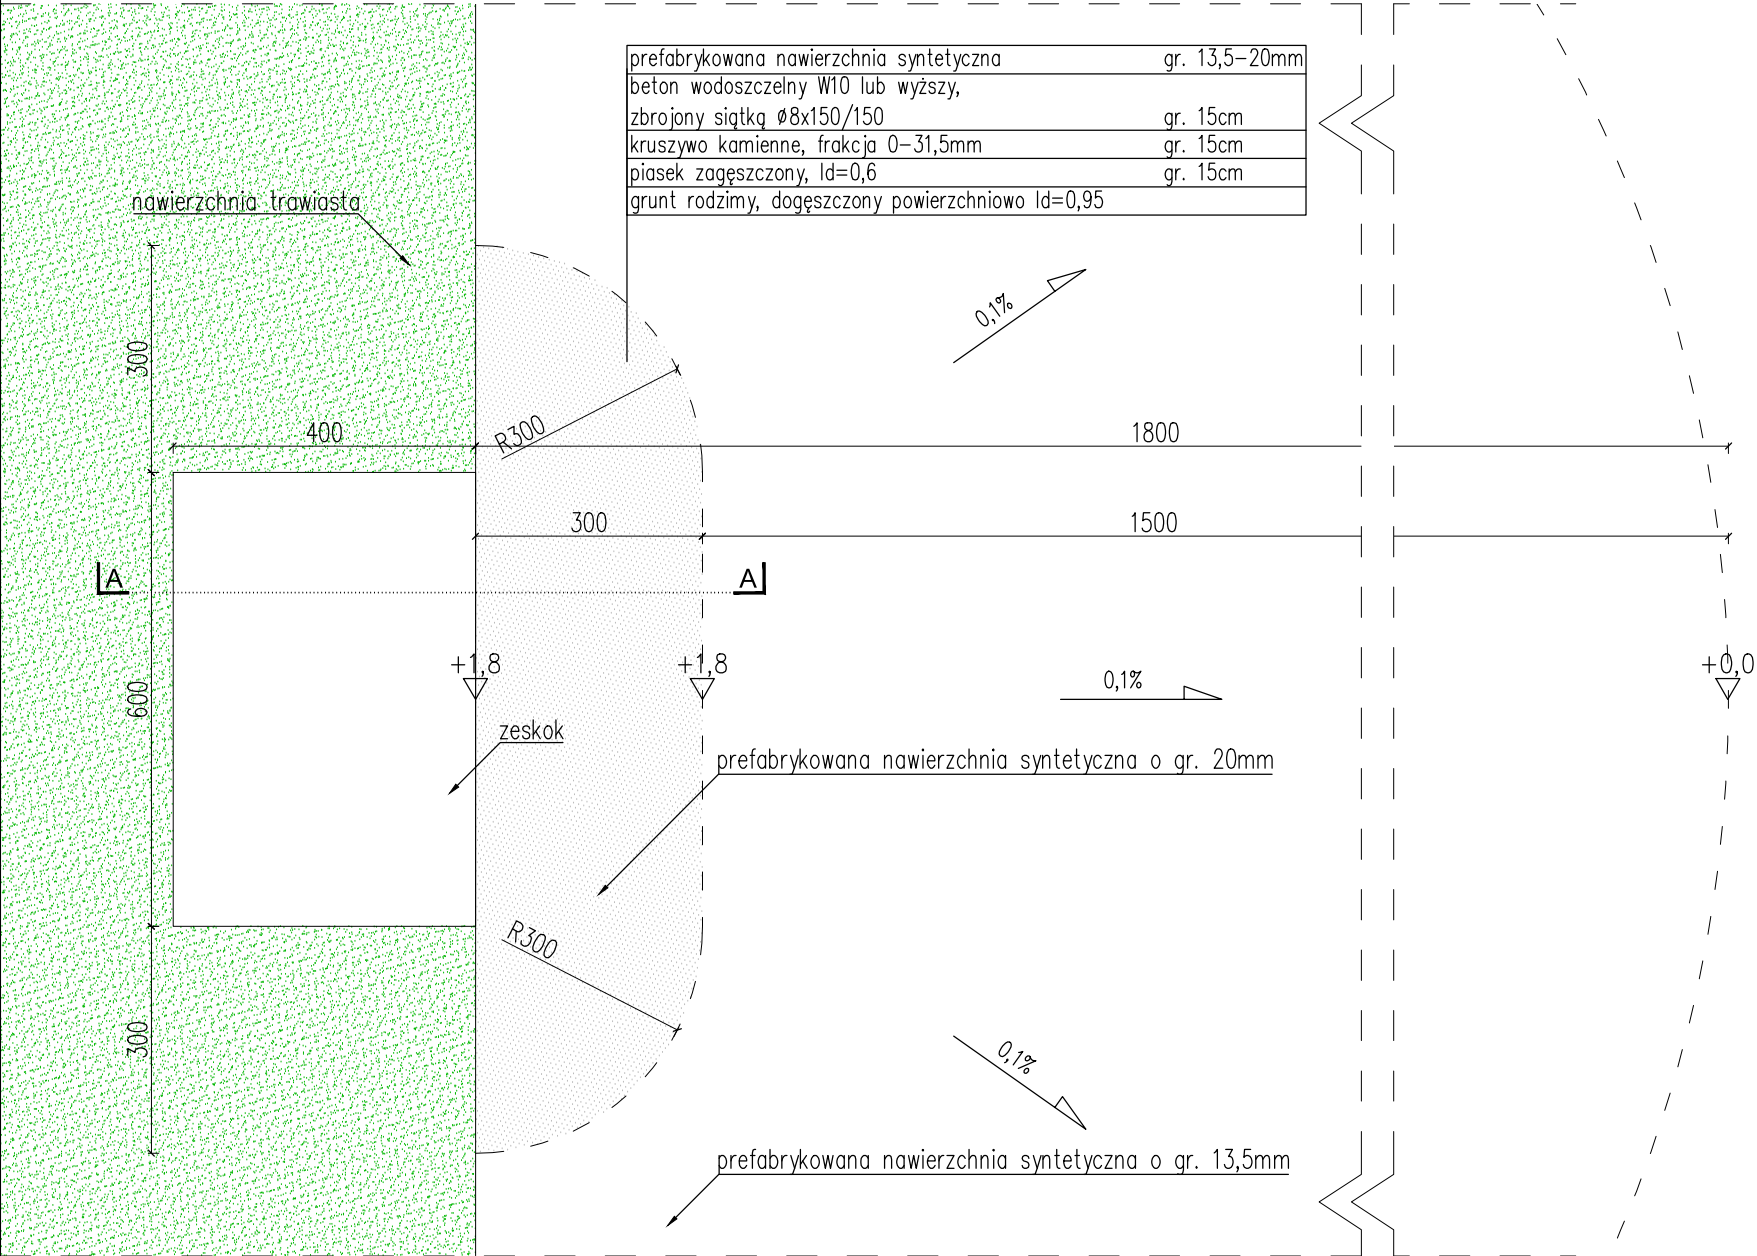 prefabrykowana nawierzchnia syntetyczna gr. 13,5-20mm
beton wodoszczelny W10 lub wyższy,
zbrojony siątką ø8x150/150 gr. 15cm
kruszywo kamienne, frakcja 0-31,5mm gr. 15cm
piasek zagęszczony, Id=0,6 gr. 15cm
grunt rodzimy, dogęszczony powierzchniowo Id=0,95
nawierzchnia trawiasta
0,1%
300
R300
400
1800
300
1500
A
A
+1,8
+1,8
+0,0
600
0,1%
zeskok
prefabrykowana nawierzchnia syntetyczna o gr. 20mm
R300
300
0,1%
prefabrykowana nawierzchnia syntetyczna o gr. 13,5mm